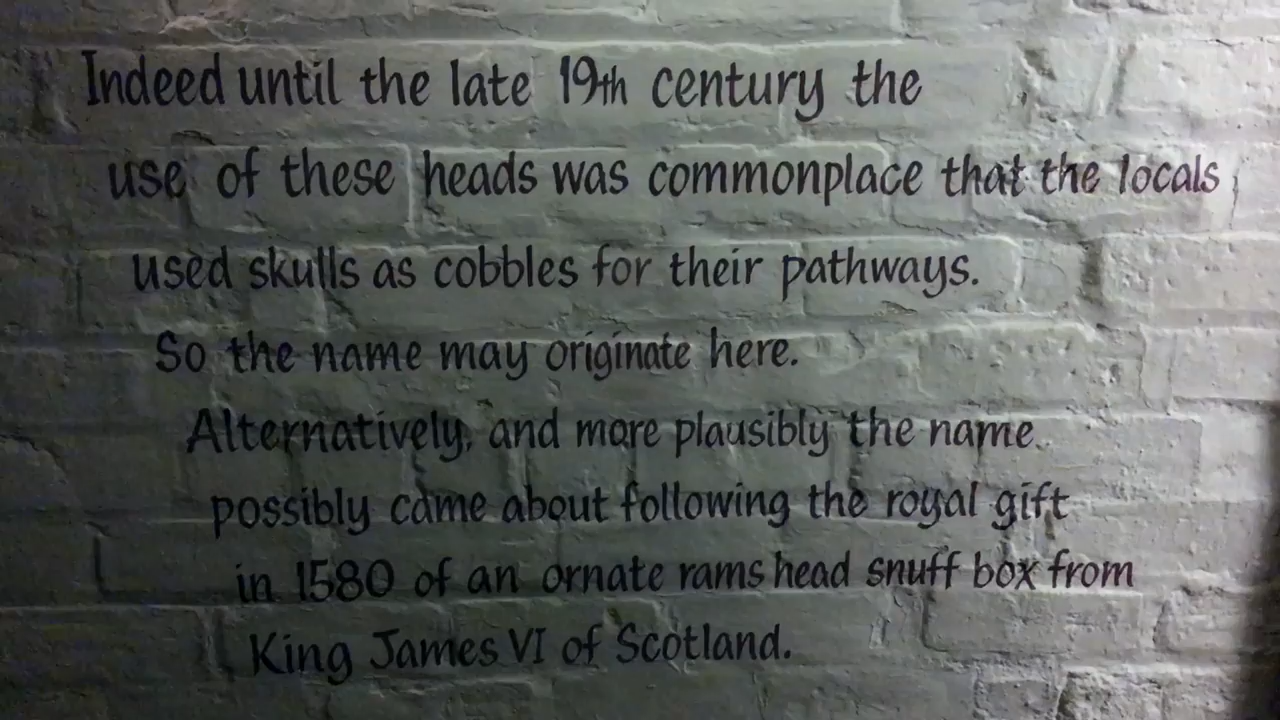 Indeed until the late 19th century the
use of these heads was commonplace that the locals
used skulls as cobbles for their pathways.
So the name may originate here.
Alternatively, and more plausibly the name
possibly came about following the royal gift
in 1580 of an ornate rams head snuff box from
King James VI of Scotland.